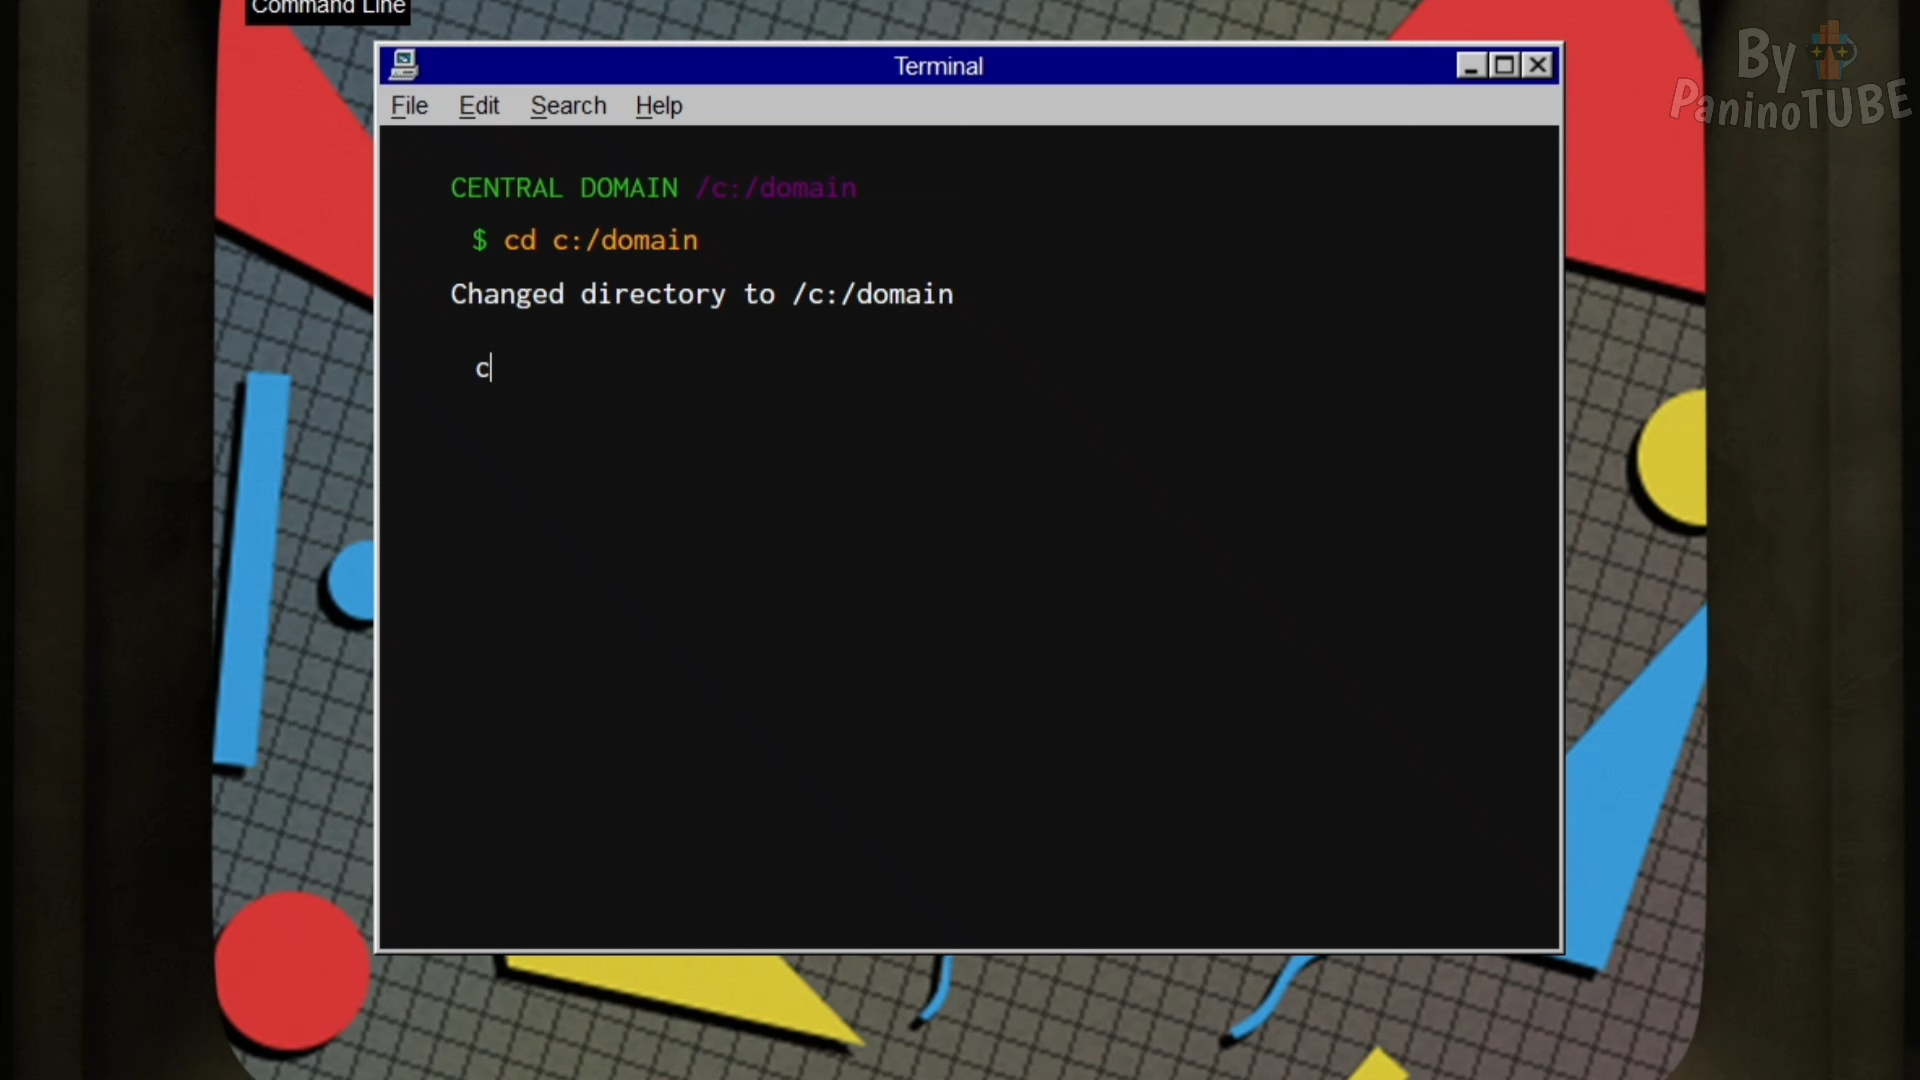 Command Line
Terminal
File Edit Search Help
CENTRAL DOMAIN /c:/domain
$ cd c:/domain
Changed directory to /c:/domain
c
By
PaninoTUBE